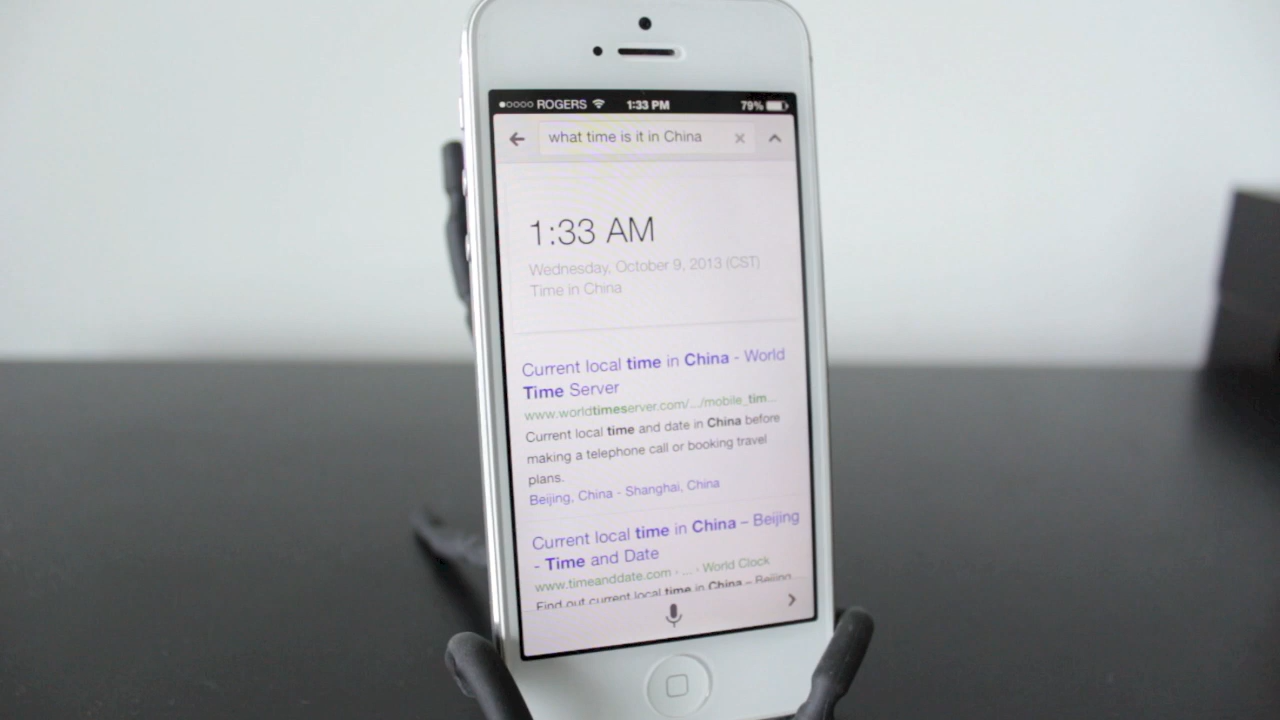 ROGERS 1:33 PM 79%
what time is it in China
1:33 AM
Wednesday, October 9, 2013 (CST)
Time in China
Current local time in China - World
Time Server
www.worldtimeserver.com/.../mobile_tim...
Current local time and date in China before
making a telephone call or booking travel
plans.
Beijing, China - Shanghai, China
Current local time in China – Beijing
- Time and Date
www.timeanddate.com › ... › World Clock
Find out current local time in China – Beijing